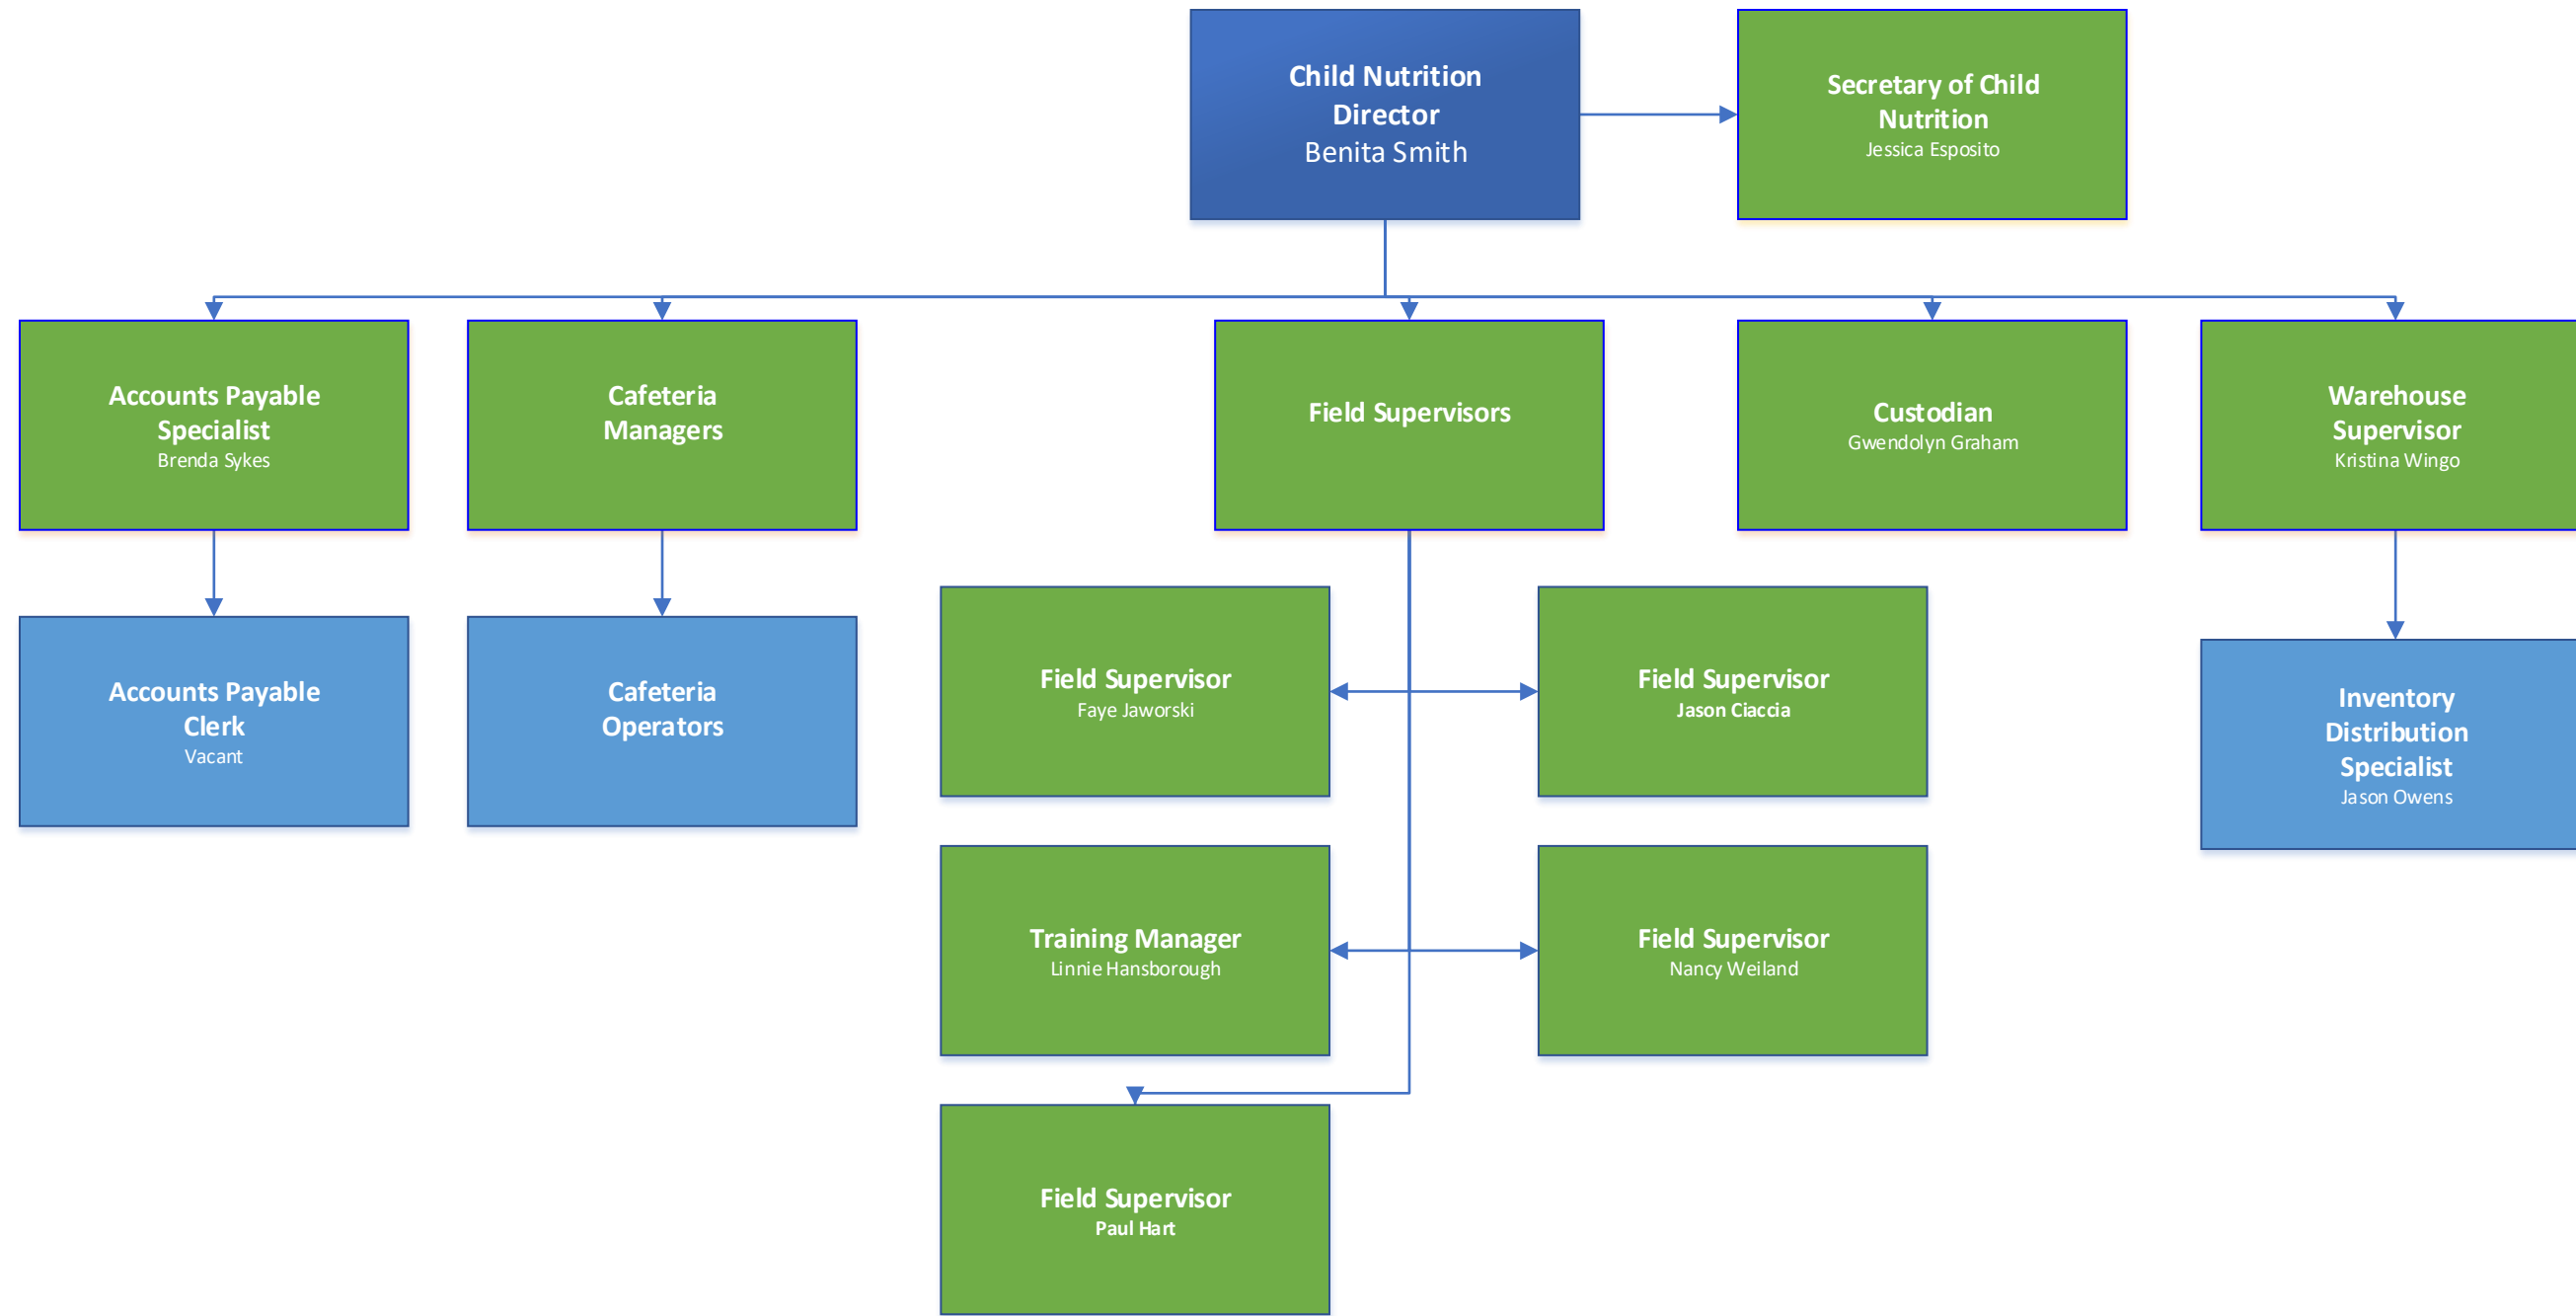 Child Nutrition
Director
Benita Smith
Secretary of Child
Nutrition
Jessica Esposito
Accounts Payable
Specialist
Brenda Sykes
Cafeteria
Managers
Field Supervisors
Custodian
Gwendolyn Graham
Warehouse
Supervisor
Kristina Wingo
Accounts Payable
Clerk
Vacant
Cafeteria
Operators
Field Supervisor
Faye Jaworski
Field Supervisor
Jason Ciaccia
Inventory
Distribution
Specialist
Jason Owens
Training Manager
Linnie Hansborough
Field Supervisor
Nancy Weiland
Field Supervisor
Paul Hart